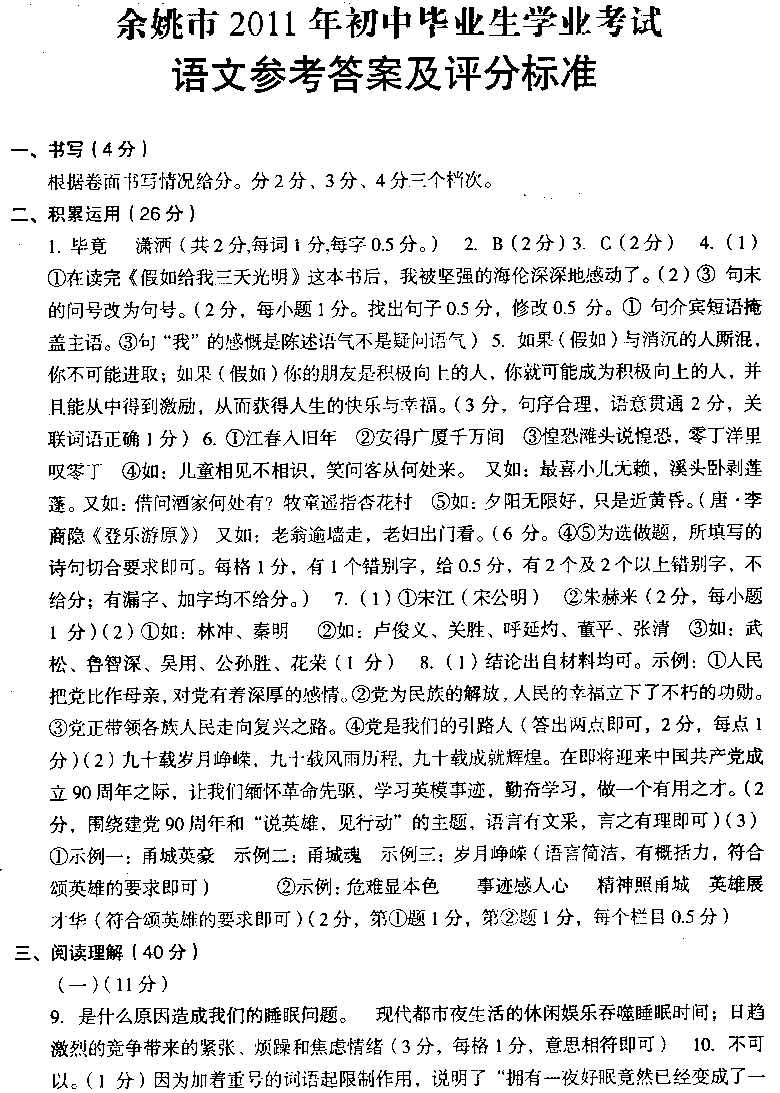 余姚市 2011 年初中毕业生学业考试
语文参考答案及评分标准
一、书写（4 分）
根据卷面书写情况给分。分 2 分、3 分、4 分三个档次。
二、积累运用（26 分）
1. 毕竟 潇洒（共 2 分,每词 1 分,每字 0.5 分。） 2. B（2 分）3. C（2 分） 4.（1）
①在读完《假如给我三天光明》这本书后，我被坚强的海伦深深地感动了。（2）③ 句末
的问号改为句号。（2 分，每小题 1 分。找出句子 0.5 分，修改 0.5 分。① 句介宾短语掩
盖主语。③句“我”的感慨是陈述语气不是疑问语气） 5. 如果（假如）与消沉的人厮混，
你不可能进取；如果（假如）你的朋友是积极向上的人，你就可能成为积极向上的人，并
且能从中得到激励，从而获得人生的快乐与幸福。（3 分，句序合理，语意贯通 2 分，关
联词语正确 1 分） 6. ①江春入旧年 ②安得广厦千万间 ③惶恐滩头说惶恐，零丁洋里
叹零丁 ④如：儿童相见不相识，笑问客从何处来。 又如：最喜小儿无赖，溪头卧剥莲
蓬。又如：借问酒家何处有？牧童遥指杏花村 ⑤如：夕阳无限好，只是近黄昏。（唐·李
商隐《登乐游原》） 又如：老翁逾墙走，老妇出门看。（6 分。④⑤为选做题，所填写的
诗句切合要求即可。每格 1 分，有 1 个错别字，给 0.5 分，有 2 个及 2 个以上错别字，不
给分；有漏字、加字均不给分。） 7.（1）①宋江（宋公明） ②朱赫来（2 分，每小题
1 分）（2）①如：林冲、秦明 ②如：卢俊义、关胜、呼延灼、董平、张清 ③如：武
松、鲁智深、吴用、公孙胜、花荣（1 分） 8.（1）结论出自材料均可。示例：①人民
把党比作母亲，对党有着深厚的感情。②党为民族的解放，人民的幸福立下了不朽的功勋。
③党正带领各族人民走向复兴之路。④党是我们的引路人（答出两点即可，2 分，每点 1
分）（2）九十载岁月峥嵘，九十载风雨历程，九十载成就辉煌。在即将迎来中国共产党成
立 90 周年之际，让我们缅怀革命先驱，学习英模事迹，勤奋学习，做一个有用之才。（2
分，围绕建党 90 周年和“说英雄，见行动”的主题，语言有文采，言之有理即可）（3）
①示例一：甬城英豪 示例二：甬城魂 示例三：岁月峥嵘（语言简洁，有概括力，符合
颂英雄的要求即可） ②示例：危难显本色 事迹感人心 精神照甬城 英雄展
才华（符合颂英雄的要求即可）（2 分，第①题 1 分，第②题 1 分，每个栏目 0.5 分）
三、阅读理解（40 分）
（一）（11 分）
9. 是什么原因造成我们的睡眠问题。 现代都市夜生活的休闲娱乐吞噬睡眠时间；日趋
激烈的竞争带来的紧张、烦躁和焦虑情绪（3 分，每格 1 分，意思相符即可） 10. 不可
以。（1 分）因为加着重号的词语起限制作用，说明了“拥有一夜好眠竟然已经变成了一